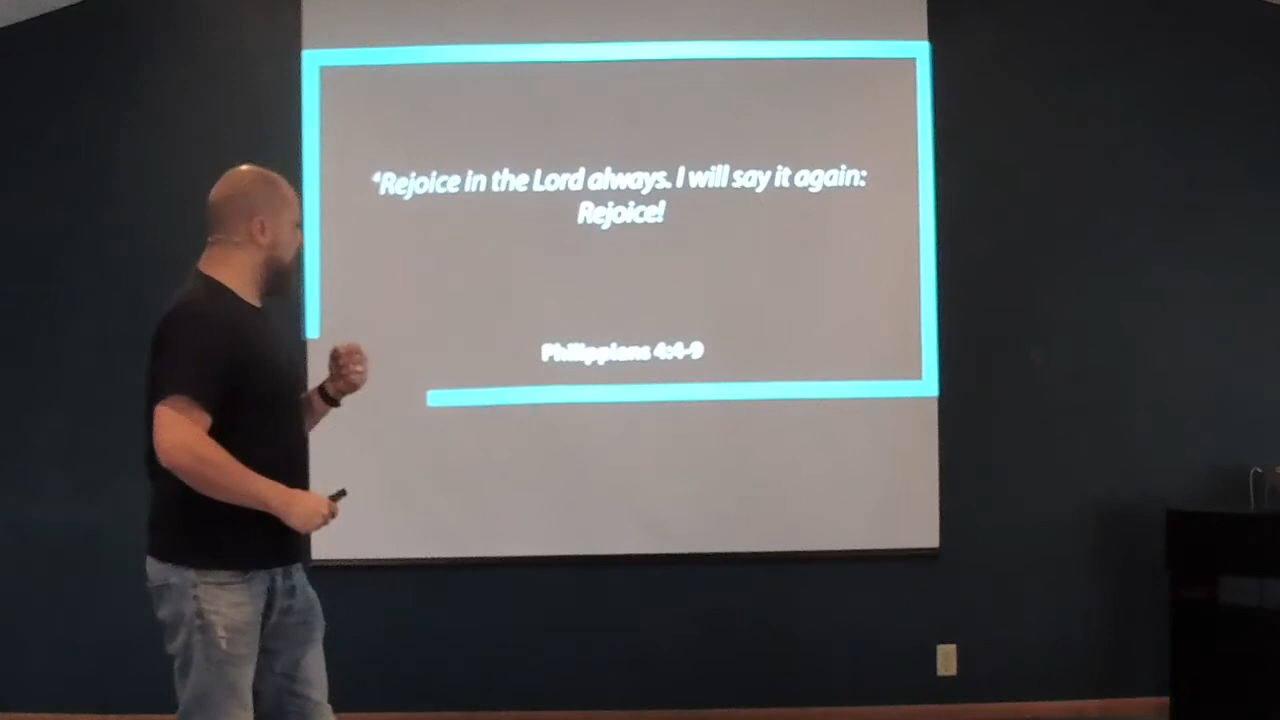 ⁴Rejoice in the Lord always. I will say it again:
Rejoice!
Philippians 4:4-9